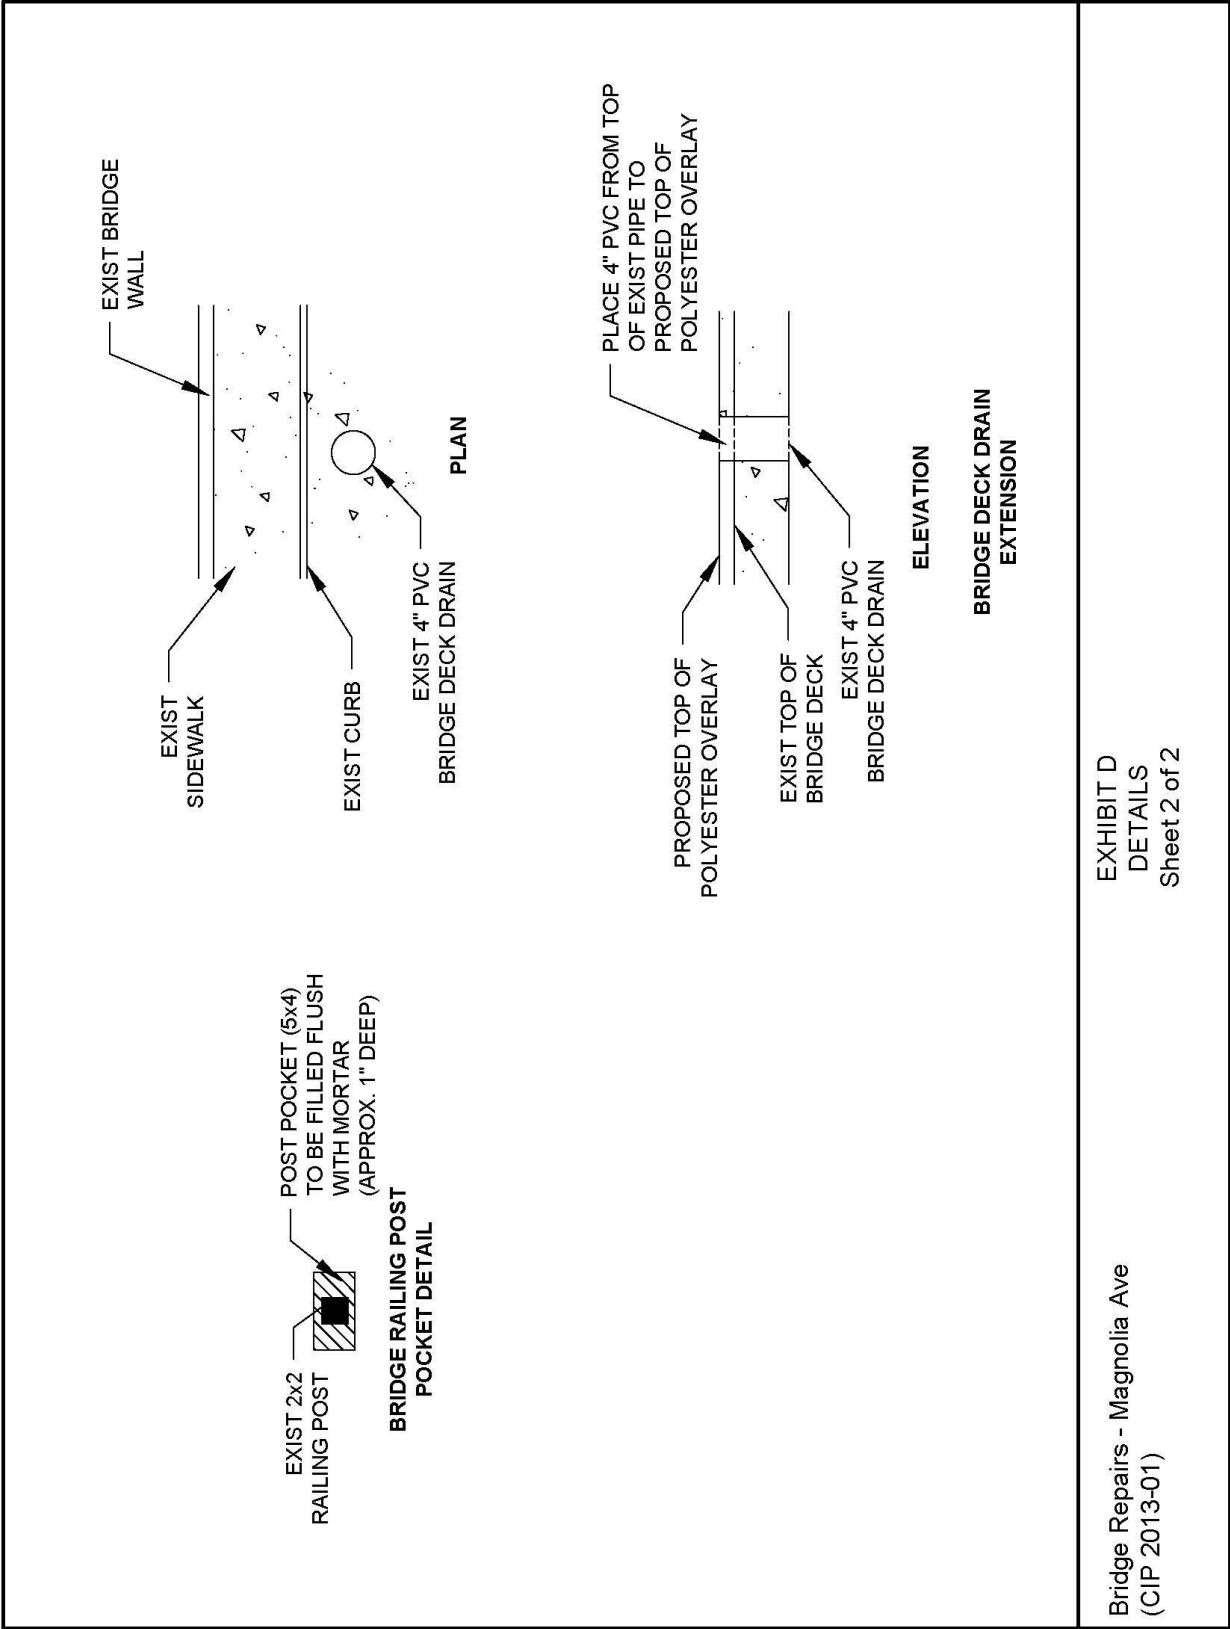 EXIST 2x2
RAILING POST
POST POCKET (5x4)
TO BE FILLED FLUSH
WITH MORTAR
(APPROX. 1" DEEP)
BRIDGE RAILING POST
POCKET DETAIL
EXIST
SIDEWALK
EXIST BRIDGE
WALL
EXIST CURB
EXIST 4" PVC
BRIDGE DECK DRAIN
PLAN
PROPOSED TOP OF
POLYESTER OVERLAY
PLACE 4" PVC FROM TOP
OF EXIST PIPE TO
PROPOSED TOP OF
POLYESTER OVERLAY
EXIST TOP OF
BRIDGE DECK
EXIST 4" PVC
BRIDGE DECK DRAIN
ELEVATION
BRIDGE DECK DRAIN
EXTENSION
Bridge Repairs - Magnolia Ave
(CIP 2013-01)
EXHIBIT D
DETAILS
Sheet 2 of 2